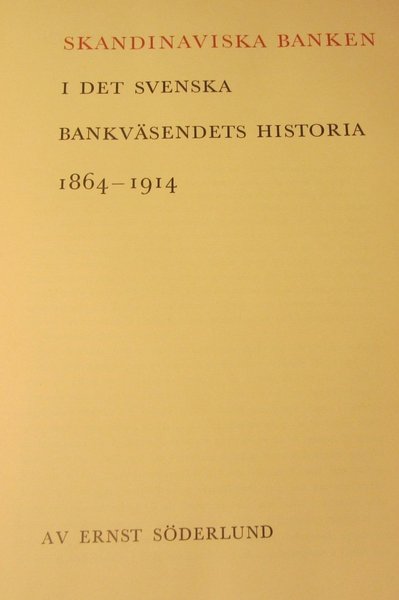 SKANDINAVISKA BANKEN
I DET SVENSKA
BANKVÄSENDETS HISTORIA
1864–1914
AV ERNST SÖDERLUND